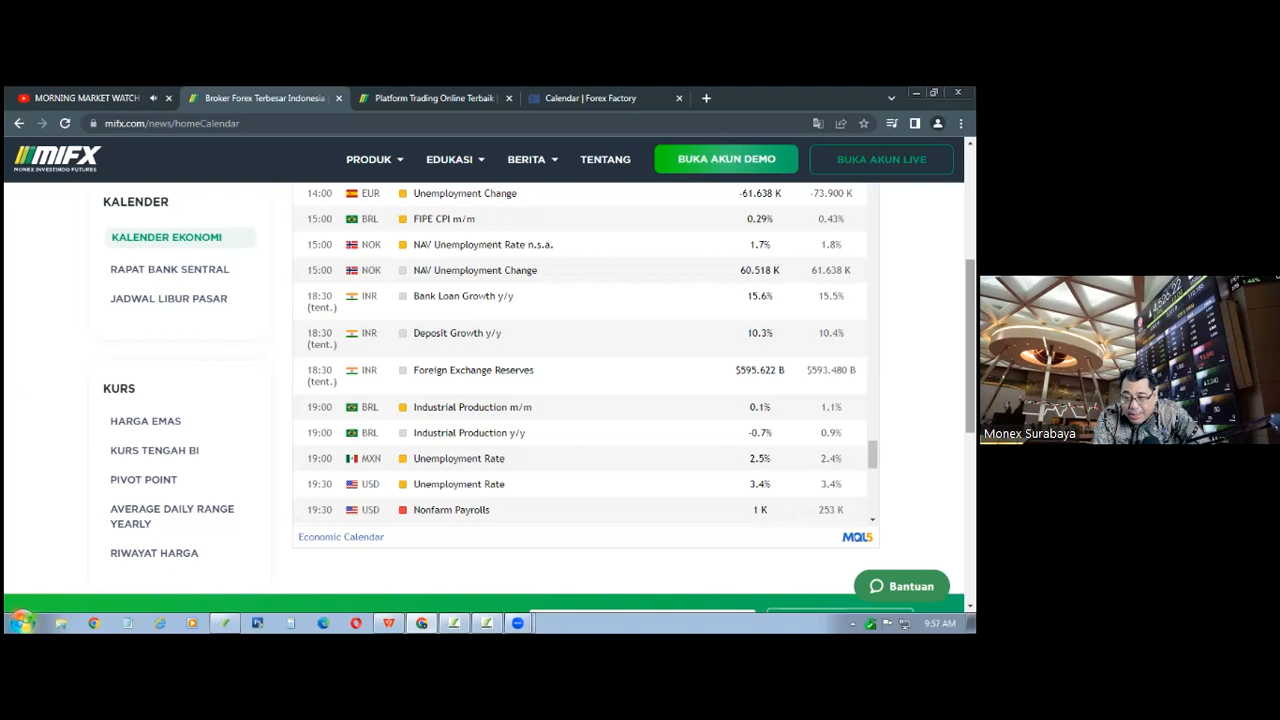 MORNING MARKET WATCH
Broker Forex Terbesar Indonesia
Platform Trading Online Terbaik
Calendar | Forex Factory
mifx.com/news/homeCalendar
MIFX
MONEX INVESTINDO FUTURES
PRODUK
EDUKASI
BERITA
TENTANG
BUKA AKUN DEMO
BUKA AKUN LIVE
KALENDER
KALENDER EKONOMI
RAPAT BANK SENTRAL
JADWAL LIBUR PASAR
KURS
HARGA EMAS
KURS TENGAH BI
PIVOT POINT
AVERAGE DAILY RANGE
YEARLY
RIWAYAT HARGA
14:00 EUR Unemployment Change -61.638 K -73.900 K
15:00 BRL FIPE CPI m/m 0.29% 0.43%
15:00 NOK NAV Unemployment Rate n.s.a. 1.7% 1.8%
15:00 NOK NAV Unemployment Change 60.518 K 61.638 K
18:30 INR Bank Loan Growth y/y 15.6% 15.5%
(tent.)
18:30 INR Deposit Growth y/y 10.3% 10.4%
(tent.)
18:30 INR Foreign Exchange Reserves $595.622 B $593.480 B
(tent.)
19:00 BRL Industrial Production m/m 0.1% 1.1%
19:00 BRL Industrial Production y/y -0.7% 0.9%
19:00 MXN Unemployment Rate 2.5% 2.4%
19:30 USD Unemployment Rate 3.4% 3.4%
19:30 USD Nonfarm Payrolls 1 K 253 K
Economic Calendar
MQL5
Bantuan
9:57 AM
4,526.22
Monex Surabaya